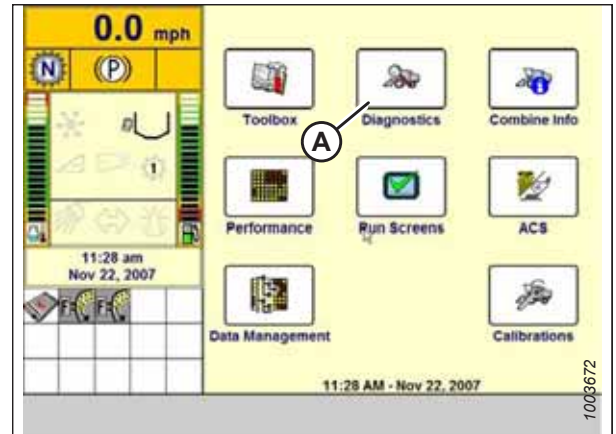 0.0 mph
N (P)
Toolbox
Diagnostics
Combine Info
A
1
Performance
Run Screens
ACS
11:28 am
Nov 22, 2007
Data Management
Calibrations
11:28 AM - Nov 22, 2007
1003672